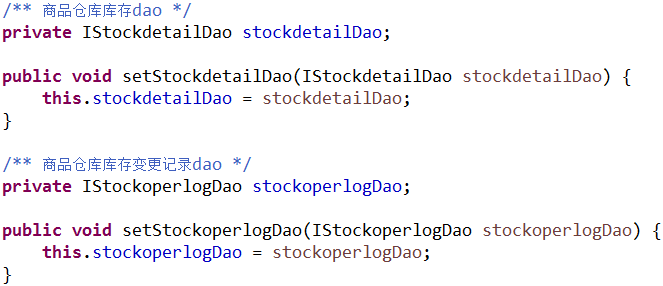 /** 商品仓库库存dao */
private IStockdetailDao stockdetailDao;
public void setStockdetailDao(IStockdetailDao stockdetailDao) {
this.stockdetailDao = stockdetailDao;
}
/** 商品仓库库存变更记录dao */
private IStockoperlogDao stockoperlogDao;
public void setStockoperlogDao(IStockoperlogDao stockoperlogDao) {
this.stockoperlogDao = stockoperlogDao;
}